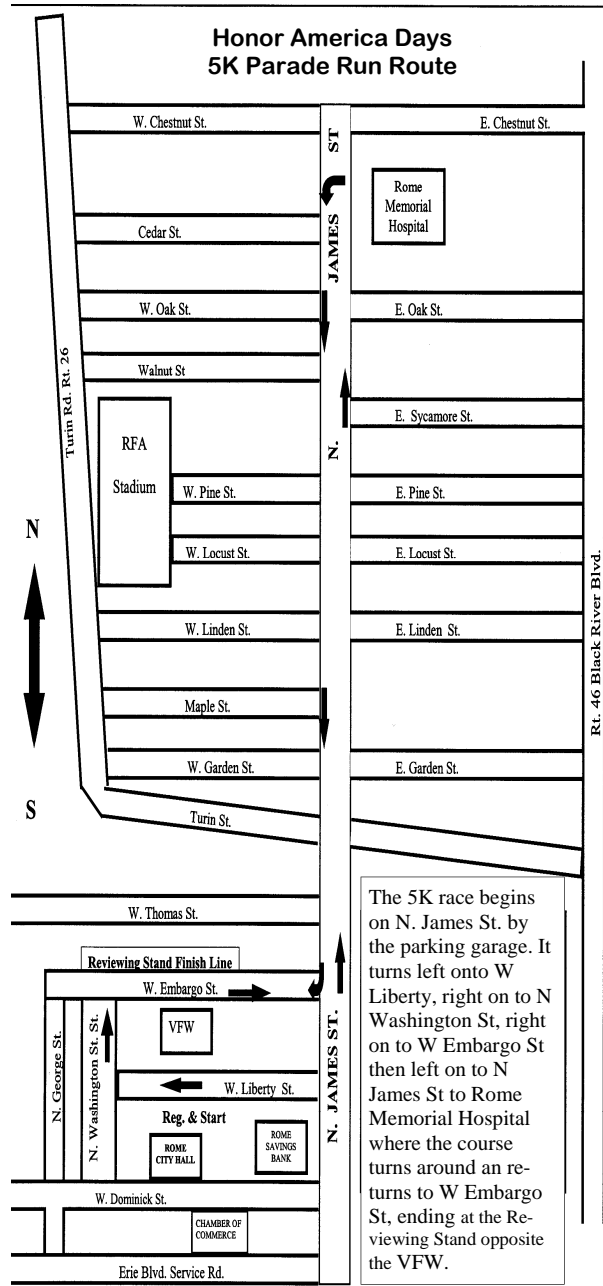 Honor America Days
5K Parade Run Route
W. Chestnut St.
E. Chestnut St.
N. JAMES ST
Rome
Memorial
Hospital
Cedar St.
W. Oak St.
E. Oak St.
Walnut St
Turin Rd. Rt. 26
E. Sycamore St.
RFA
Stadium
W. Pine St.
E. Pine St.
N
W. Locust St.
E. Locust St.
Rt. 46 Black River Blvd.
W. Linden St.
E. Linden St.
Maple St.
W. Garden St.
E. Garden St.
S
Turin St.
W. Thomas St.
Reviewing Stand Finish Line
W. Embargo St.
VFW
N. George St.
N. Washington St. St.
W. Liberty St.
N. JAMES ST.
Reg. & Start
ROME
CITY HALL
ROME
SAVINGS
BANK
W. Dominick St.
CHAMBER OF
COMMERCE
Erie Blvd. Service Rd.
The 5K race begins
on N. James St. by
the parking garage. It
turns left onto W
Liberty, right on to N
Washington St, right
on to W Embargo St
then left on to N
James St to Rome
Memorial Hospital
where the course
turns around an re-
turns to W Embargo
St, ending at the Re-
viewing Stand opposite
the VFW.